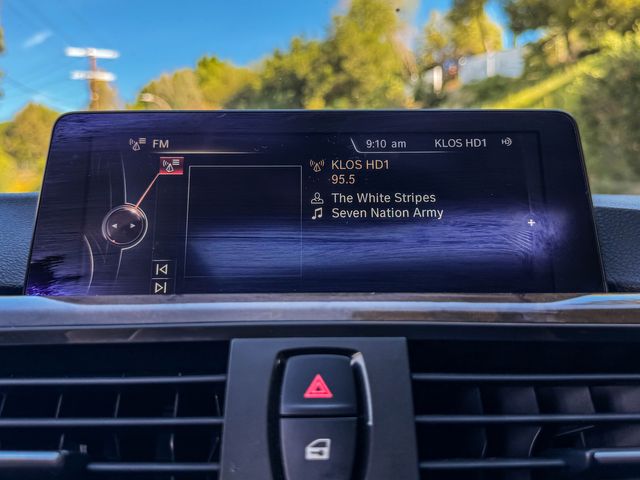 FM
9:10 am
KLOS HD1
KLOS HD1
95.5
The White Stripes
Seven Nation Army